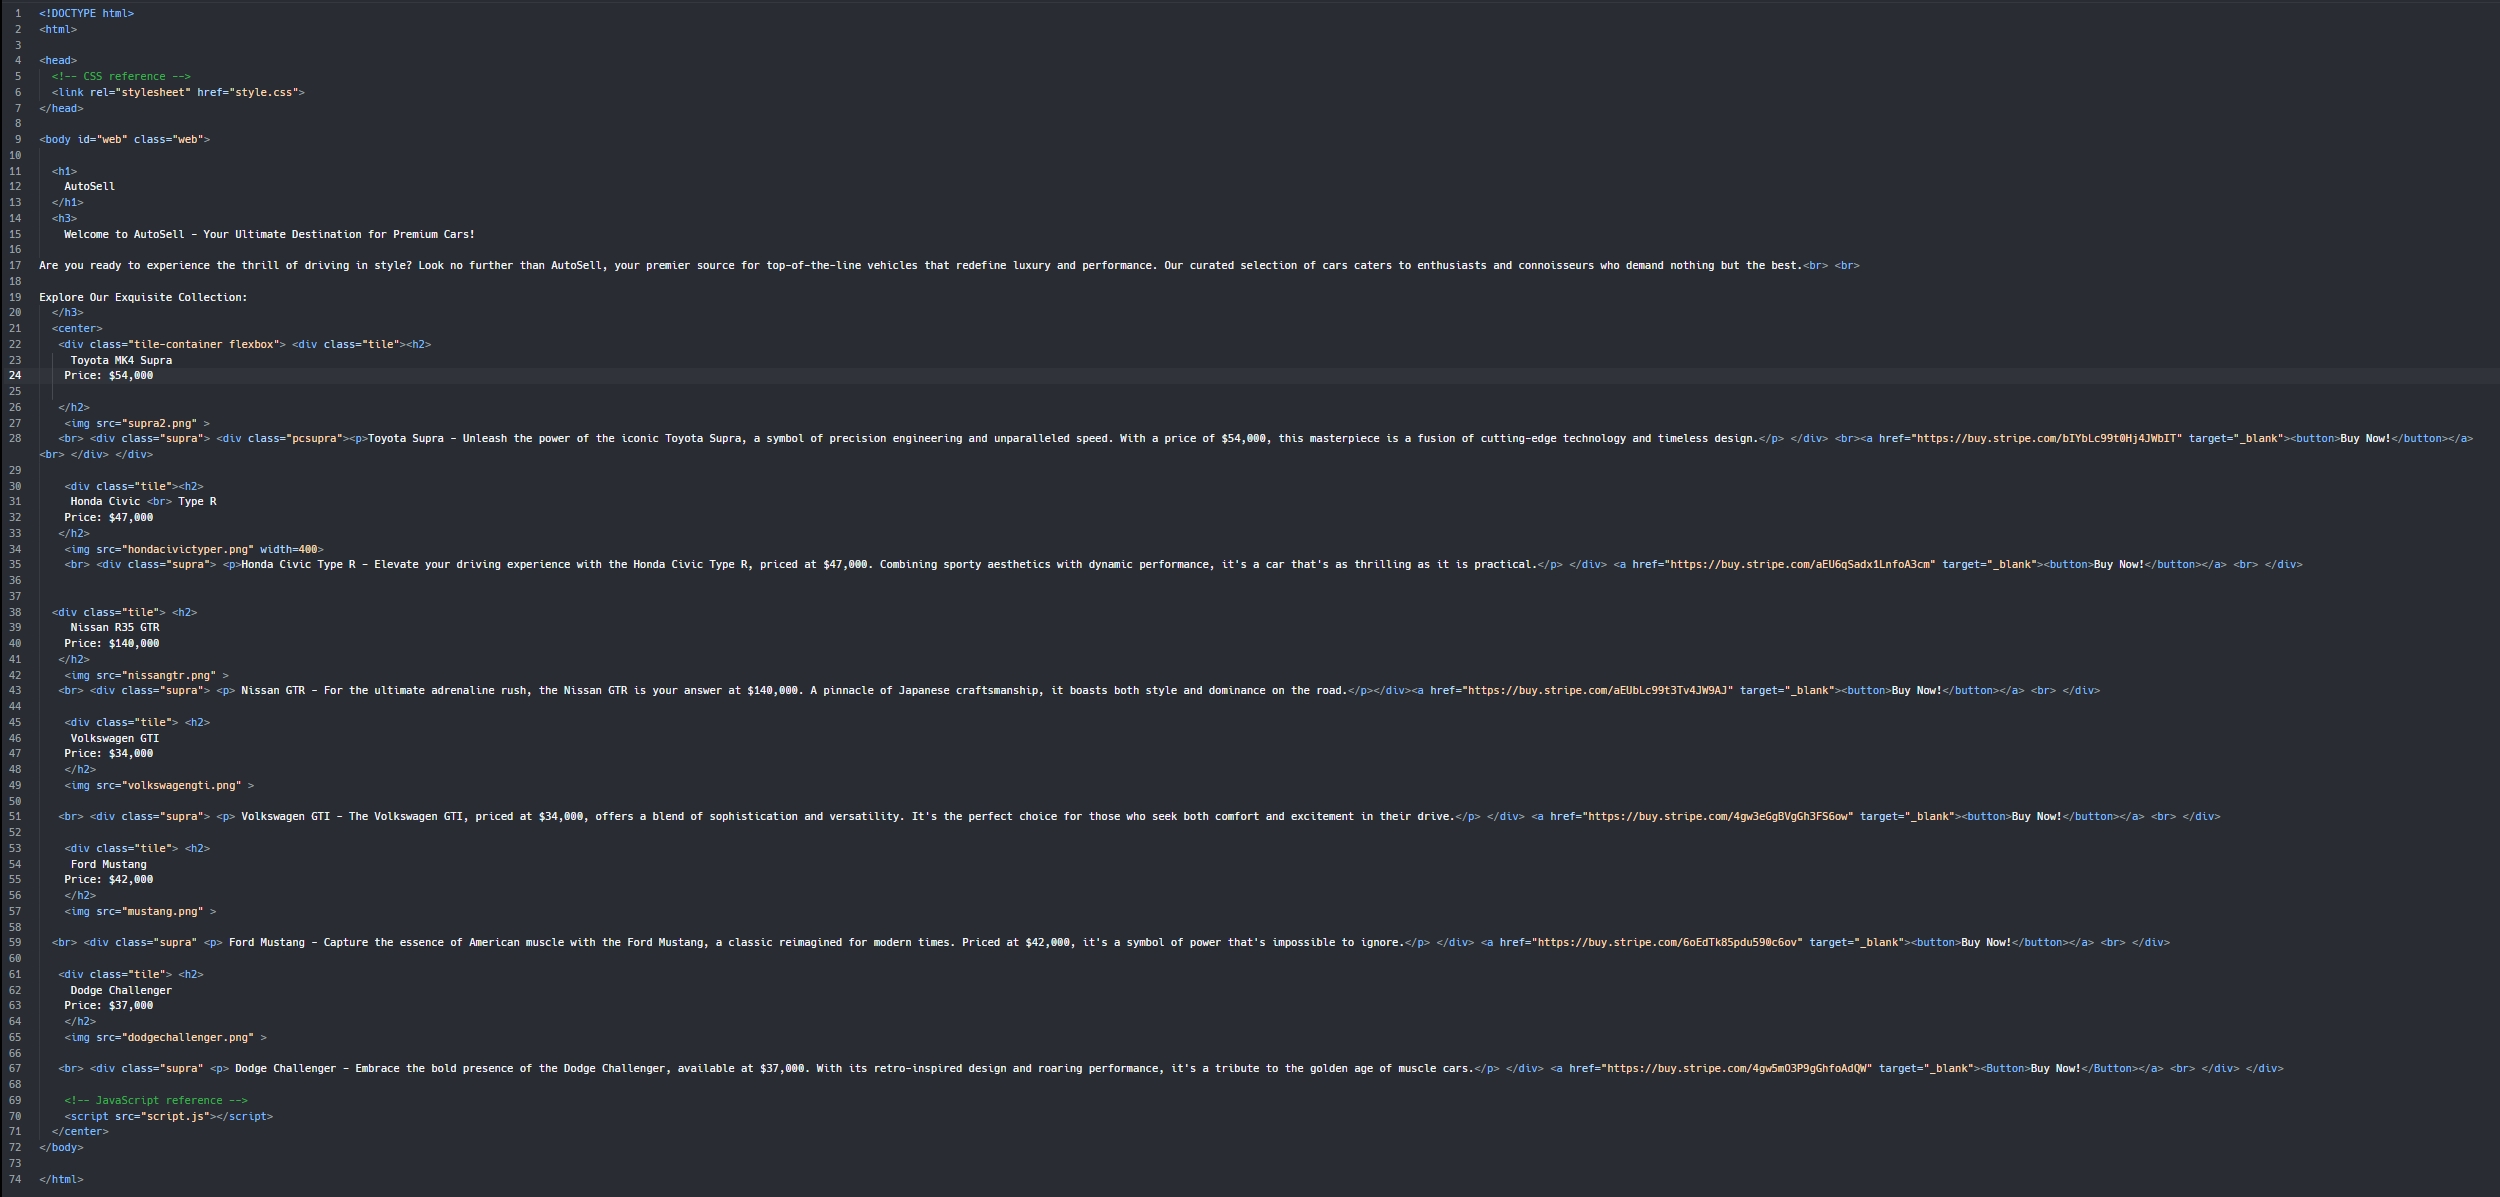 1 <!DOCTYPE html>
2 <html>
3
4 <head>
5 <!-- CSS reference -->
6 <link rel="stylesheet" href="style.css">
7 </head>
8
9 <body id="web" class="web">
10
11 <h1>
12 AutoSell
13 </h1>
14 <h3>
15 Welcome to AutoSell - Your Ultimate Destination for Premium Cars!
16
17 Are you ready to experience the thrill of driving in style? Look no further than AutoSell, your premier source for top-of-the-line vehicles that redefine luxury and performance. Our curated selection of cars caters to enthusiasts and connoisseurs who demand nothing but the best.<br> <br>
18
19 Explore Our Exquisite Collection:
20 </h3>
21 <center>
22 <div class="tile-container flexbox"> <div class="tile"><h2>
23 Toyota MK4 Supra
24 Price: $54,000
25
26 </h2>
27 <img src="supra2.png" >
28 <br> <div class="supra"> <div class="pcsupra"><p>Toyota Supra - Unleash the power of the iconic Toyota Supra, a symbol of precision engineering and unparalleled speed. With a price of $54,000, this masterpiece is a fusion of cutting-edge technology and timeless design.</p> </div> <br><a href="https://buy.stripe.com/bIYbLc99t0Hj4JWbIT" target="_blank"><button>Buy Now!</button></a>
<br> </div> </div>
29
30 <div class="tile"><h2>
31 Honda Civic <br> Type R
32 Price: $47,000
33 </h2>
34 <img src="hondacivictyper.png" width=400>
35 <br> <div class="supra"> <p>Honda Civic Type R - Elevate your driving experience with the Honda Civic Type R, priced at $47,000. Combining sporty aesthetics with dynamic performance, it's a car that's as thrilling as it is practical.</p> </div> <a href="https://buy.stripe.com/aEU6qSadx1LnfoA3cm" target="_blank"><button>Buy Now!</button></a> <br> </div>
36
37
38 <div class="tile"> <h2>
39 Nissan R35 GTR
40 Price: $140,000
41 </h2>
42 <img src="nissangtr.png" >
43 <br> <div class="supra"> <p> Nissan GTR - For the ultimate adrenaline rush, the Nissan GTR is your answer at $140,000. A pinnacle of Japanese craftsmanship, it boasts both style and dominance on the road.</p></div><a href="https://buy.stripe.com/aEUbLc99t3Tv4JW9AJ" target="_blank"><button>Buy Now!</button></a> <br> </div>
44
45 <div class="tile"> <h2>
46 Volkswagen GTI
47 Price: $34,000
48 </h2>
49 <img src="volkswagengti.png" >
50
51 <br> <div class="supra"> <p> Volkswagen GTI - The Volkswagen GTI, priced at $34,000, offers a blend of sophistication and versatility. It's the perfect choice for those who seek both comfort and excitement in their drive.</p> </div> <a href="https://buy.stripe.com/4gw3eGgBVgGh3FS6ow" target="_blank"><button>Buy Now!</button></a> <br> </div>
52
53 <div class="tile"> <h2>
54 Ford Mustang
55 Price: $42,000
56 </h2>
57 <img src="mustang.png" >
58
59 <br> <div class="supra" <p> Ford Mustang - Capture the essence of American muscle with the Ford Mustang, a classic reimagined for modern times. Priced at $42,000, it's a symbol of power that's impossible to ignore.</p> </div> <a href="https://buy.stripe.com/6oEdTk85pdu590c6ov" target="_blank"><button>Buy Now!</button></a> <br> </div>
60
61 <div class="tile"> <h2>
62 Dodge Challenger
63 Price: $37,000
64 </h2>
65 <img src="dodgechallenger.png" >
66
67 <br> <div class="supra" <p> Dodge Challenger - Embrace the bold presence of the Dodge Challenger, available at $37,000. With its retro-inspired design and roaring performance, it's a tribute to the golden age of muscle cars.</p> </div> <a href="https://buy.stripe.com/4gw5mO3P9gGhfoAdQW" target="_blank"><Button>Buy Now!</Button></a> <br> </div> </div>
68
69 <!-- JavaScript reference -->
70 <script src="script.js"></script>
71 </center>
72 </body>
73
74 </html>